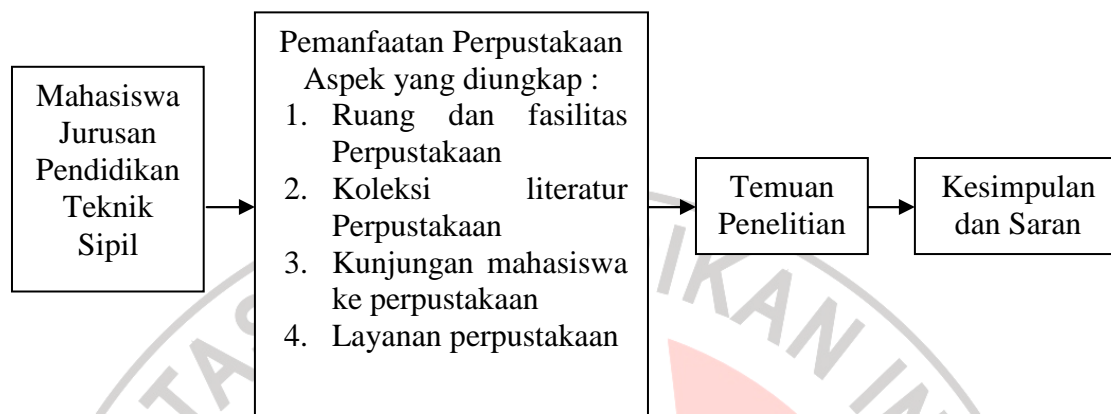 Mahasiswa
Jurusan
Pendidikan
Teknik
Sipil
Pemanfaatan Perpustakaan
Aspek yang diungkap :
1. Ruang dan fasilitas
Perpustakaan
2. Koleksi literatur
Perpustakaan
3. Kunjungan mahasiswa
ke perpustakaan
4. Layanan perpustakaan
Temuan
Penelitian
Kesimpulan
dan Saran